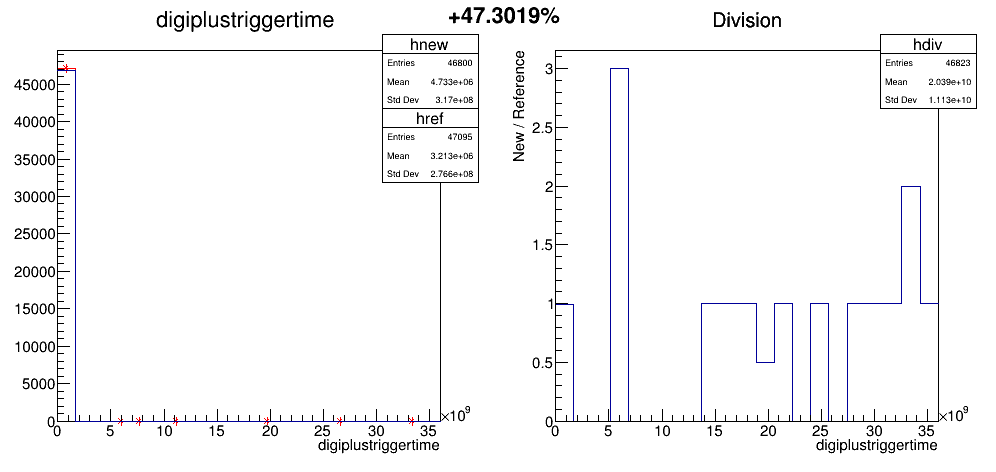 digiplustriggertime
+47.3019%
Division
hnew
Entries 46800
Mean 4.733e+06
Std Dev 3.17e+08
href
Entries 47095
Mean 3.213e+06
Std Dev 2.766e+08
45000
40000
35000
30000
25000
20000
15000
10000
5000
0
0 5 10 15 20 25 30 35
×10⁹
digiplustriggertime
hdiv
Entries 46823
Mean 2.039e+10
Std Dev 1.113e+10
New / Reference
3
2.5
2
1.5
1
0.5
0
0 5 10 15 20 25 30 35
×10⁹
digiplustriggertime